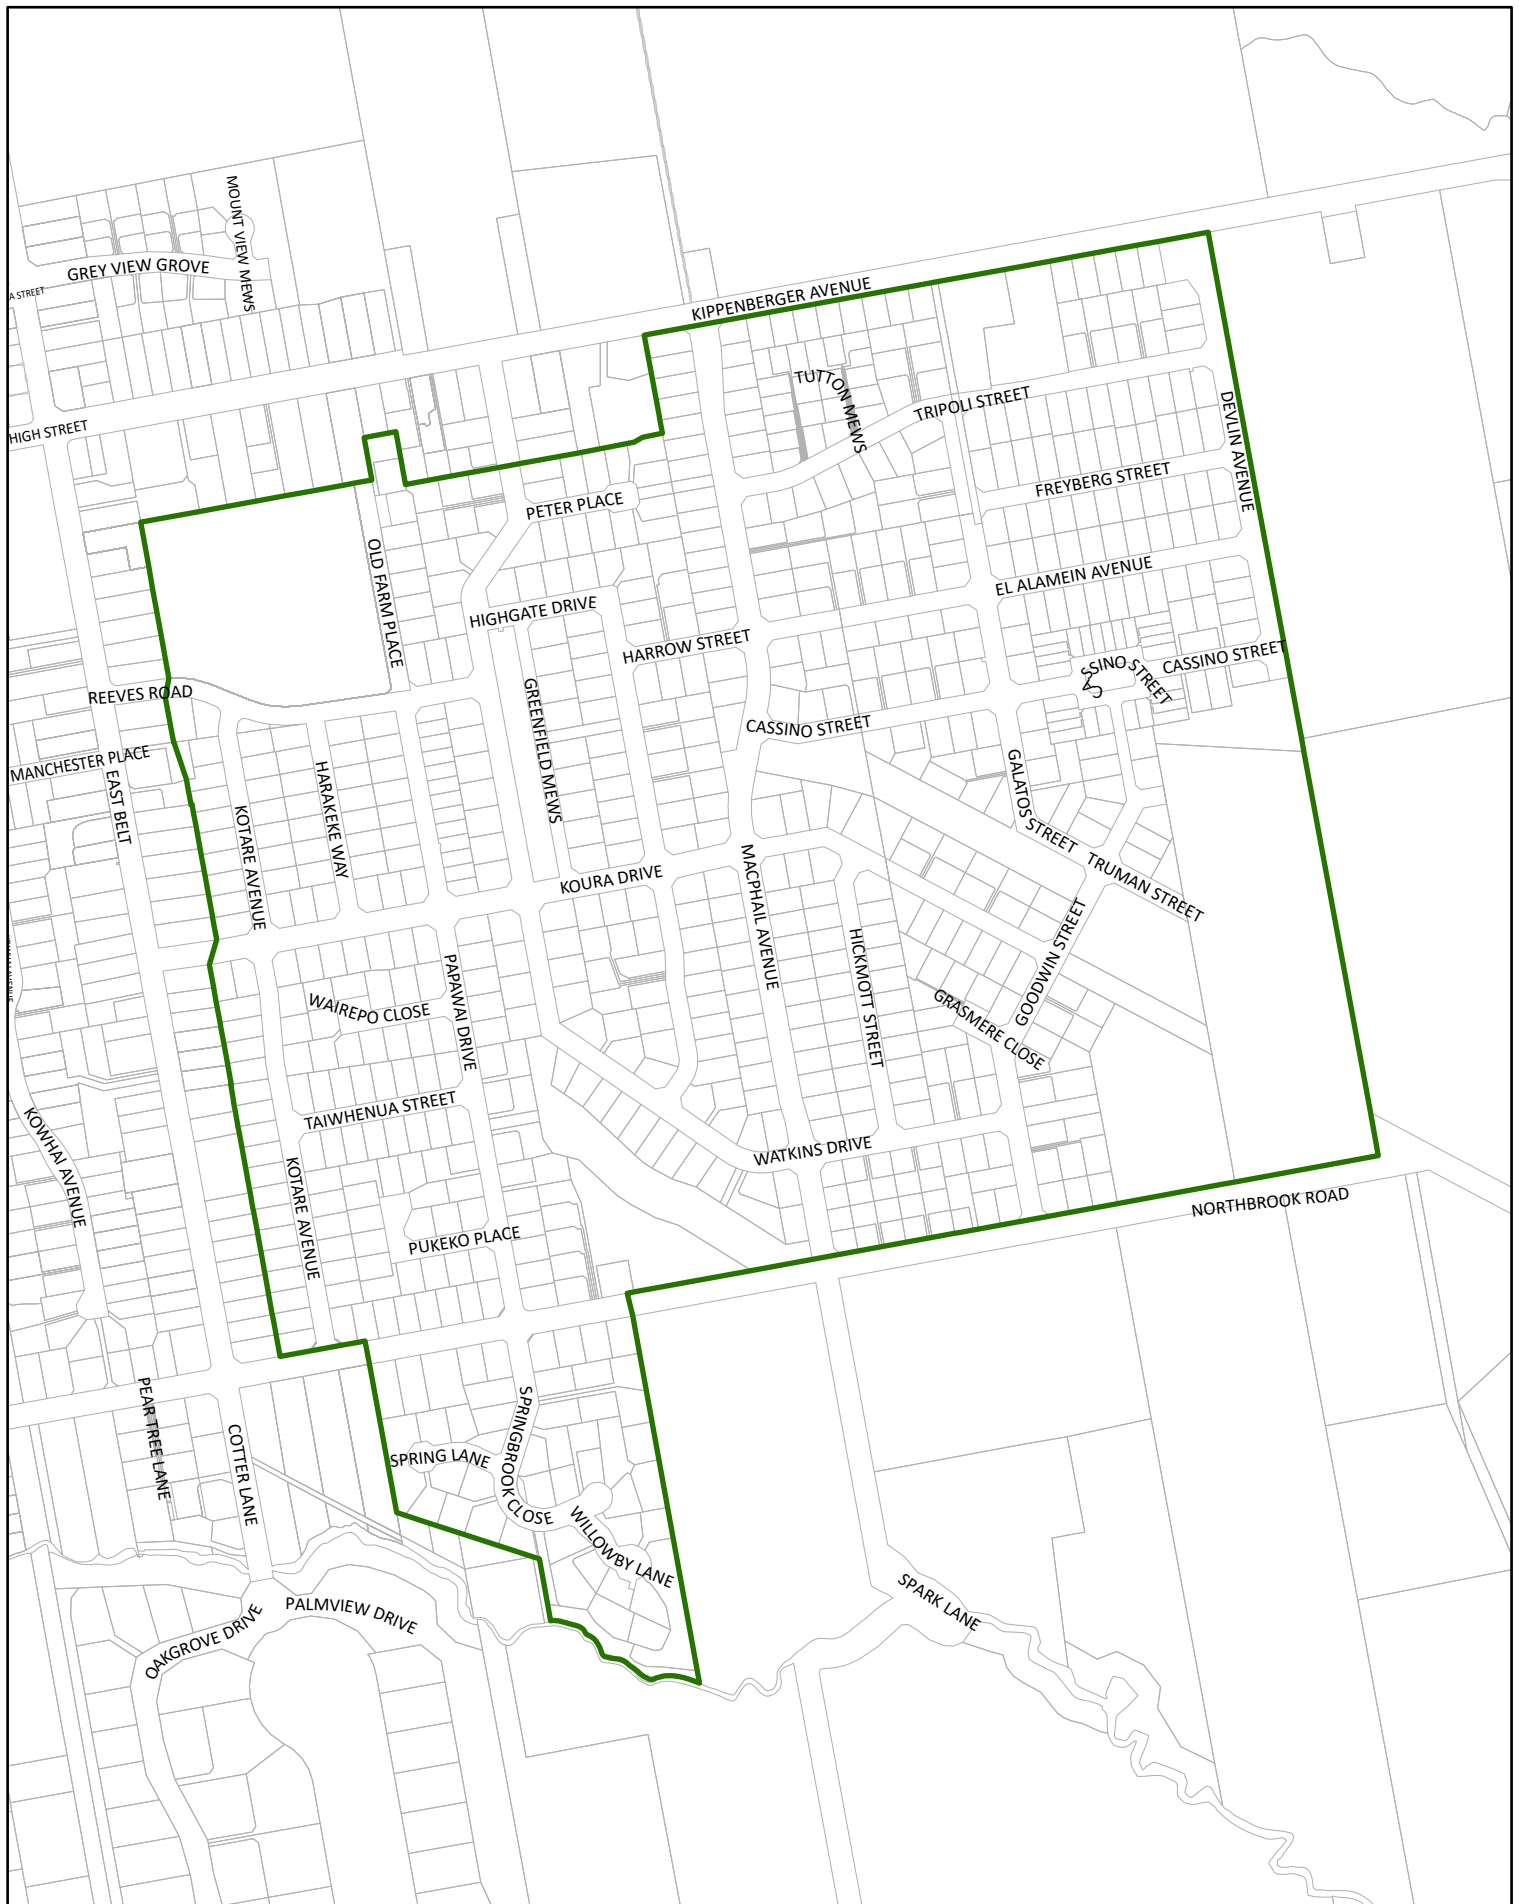 MOUNT VIEW MEWS
GREY VIEW GROVE
A STREET
KIPPENBERGER AVENUE
HIGH STREET
TUTTON MEWS
TRIPOLI STREET
DEVLIN AVENUE
FREYBERG STREET
PETER PLACE
OLD FARM PLACE
EL ALAMEIN AVENUE
HIGHGATE DRIVE
HARROW STREET
CASSINO STREET
CASSINO STREET
REEVES ROAD
GREENFIELD MEWS
CASSINO STREET
MANCHESTER PLACE
EAST BELT
HARAKEKE WAY
GALATOS STREET
KOTARE AVENUE
TRUMAN STREET
KOURA DRIVE
MACPHAIL AVENUE
GOODWIN STREET
HICKMOTT STREET
PAPAWAI DRIVE
WAIREPO CLOSE
GRASMERE CLOSE
TAIWHENUA STREET
KOWHAI AVENUE
WATKINS DRIVE
KOTARE AVENUE
NORTHBROOK ROAD
PUKEKO PLACE
PEAR TREE LANE
COTTER LANE
SPRINGBROOK CLOSE
SPRING LANE
WILLOWBY LANE
SPARK LANE
PALMVIEW DRIVE
OAKGROVE DRIVE